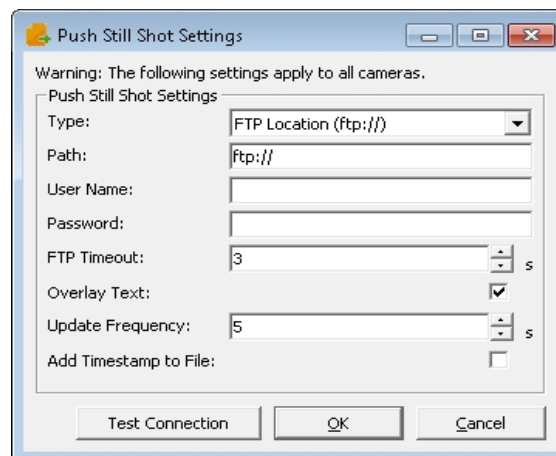 Push Still Shot Settings
Warning: The following settings apply to all cameras.
Push Still Shot Settings
Type: FTP Location (ftp://)
Path: ftp://
User Name:
Password:
FTP Timeout: 3 s
Overlay Text:
Update Frequency: 5 s
Add Timestamp to File:
Test Connection OK Cancel